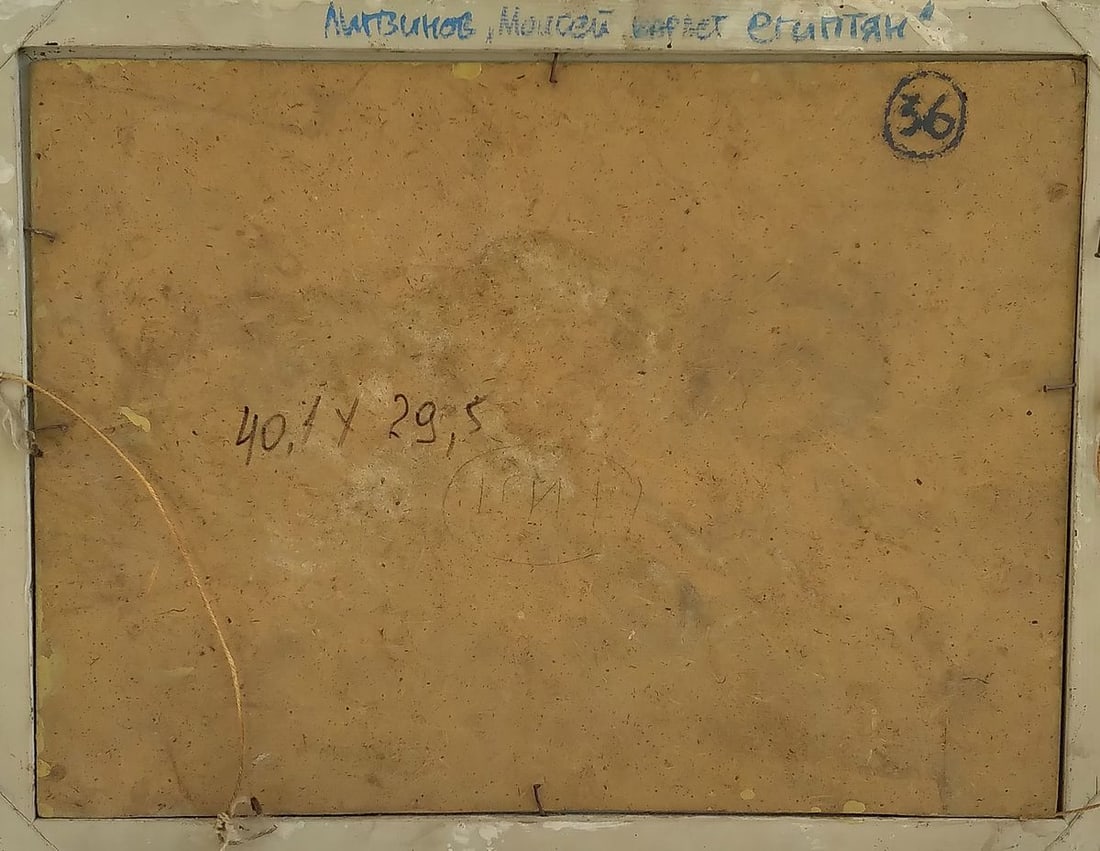 Литвинов „Моисей карает египтян“
36
40,1 X 29,5